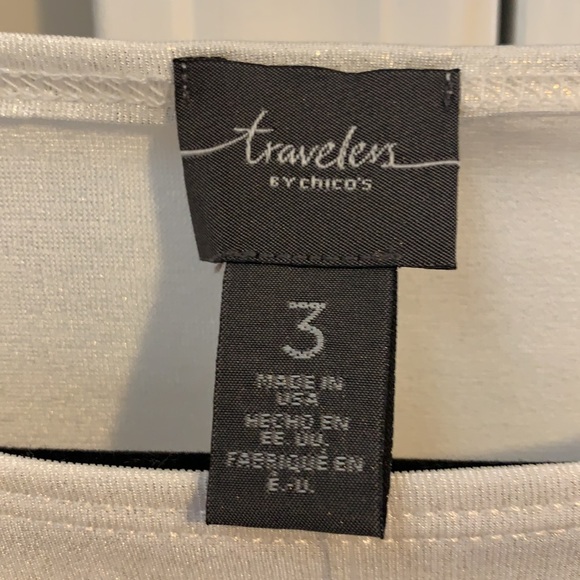 travelers
BY chico's
3
MADE IN
USA
HECHO EN
EE. UU.
FABRIQUÉ EN
É.-U.